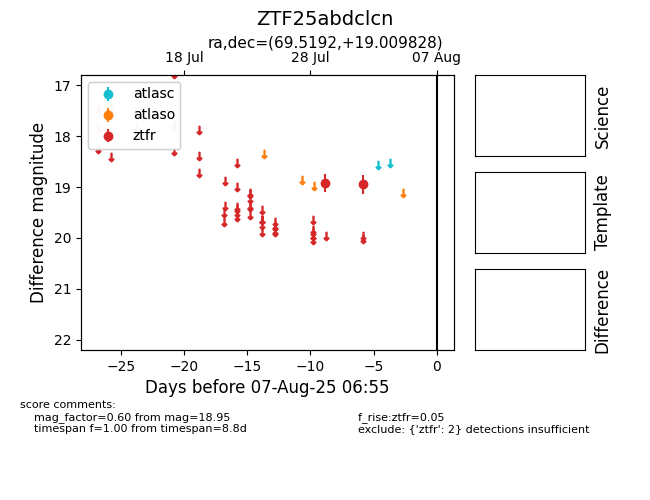 ZTF25abdclcn
ra,dec=(69.5192,+19.009828)
18 Jul
28 Jul
07 Aug
17
18
19
20
21
22
Difference magnitude
atlasc
atlaso
ztfr
−25
−20
−15
−10
−5
0
Days before 07-Aug-25 06:55
Science
Template
Difference
score comments:
mag_factor=0.60 from mag=18.95
timespan f=1.00 from timespan=8.8d
f_rise:ztfr=0.05
exclude: {'ztfr': 2} detections insufficient